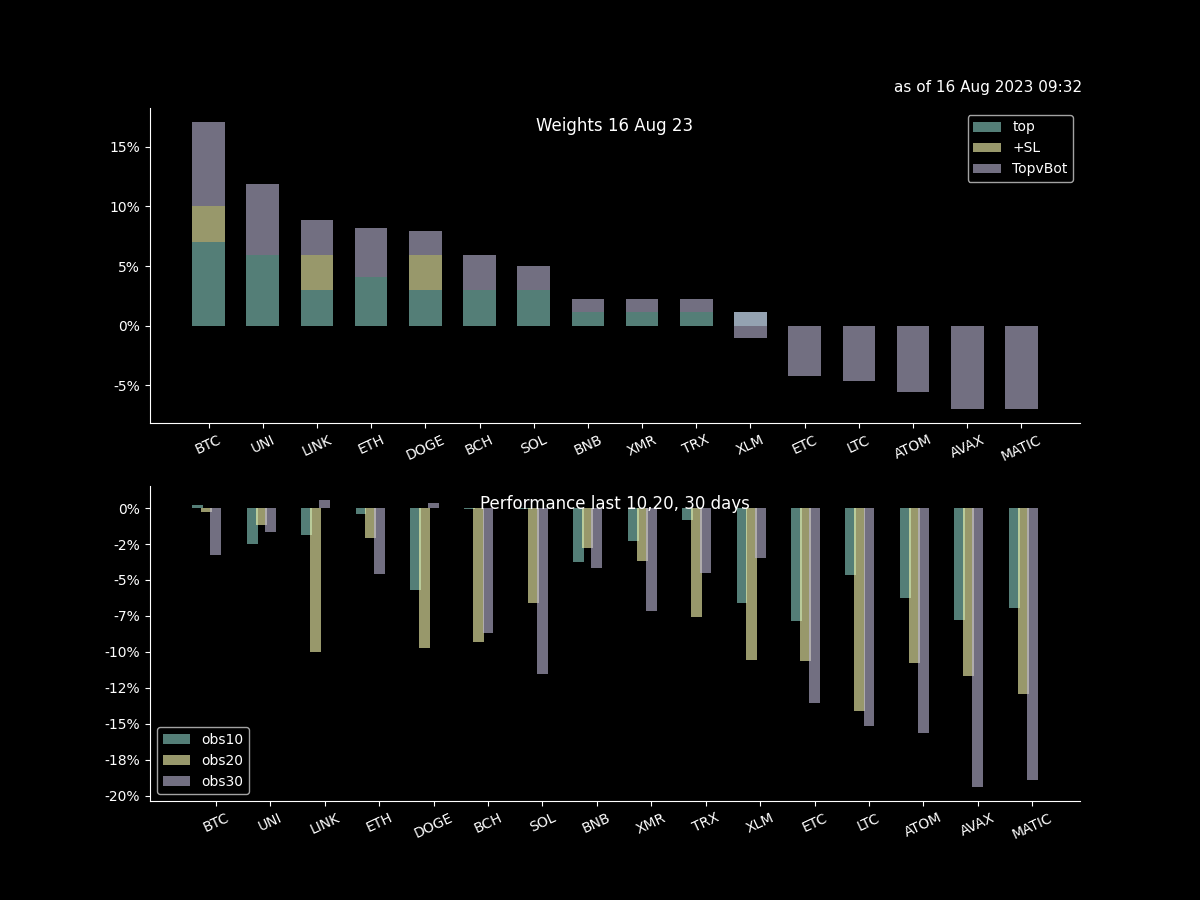 as of 16 Aug 2023 09:32
Weights 16 Aug 23
top
+SL
TopvBot
15%
10%
5%
0%
-5%
BTC UNI LINK ETH DOGE BCH SOL BNB XMR TRX XLM ETC LTC ATOM AVAX MATIC
Performance last 10,20, 30 days
0%
-2%
-5%
-7%
-10%
-12%
-15%
-18%
-20%
obs10
obs20
obs30
BTC UNI LINK ETH DOGE BCH SOL BNB XMR TRX XLM ETC LTC ATOM AVAX MATIC